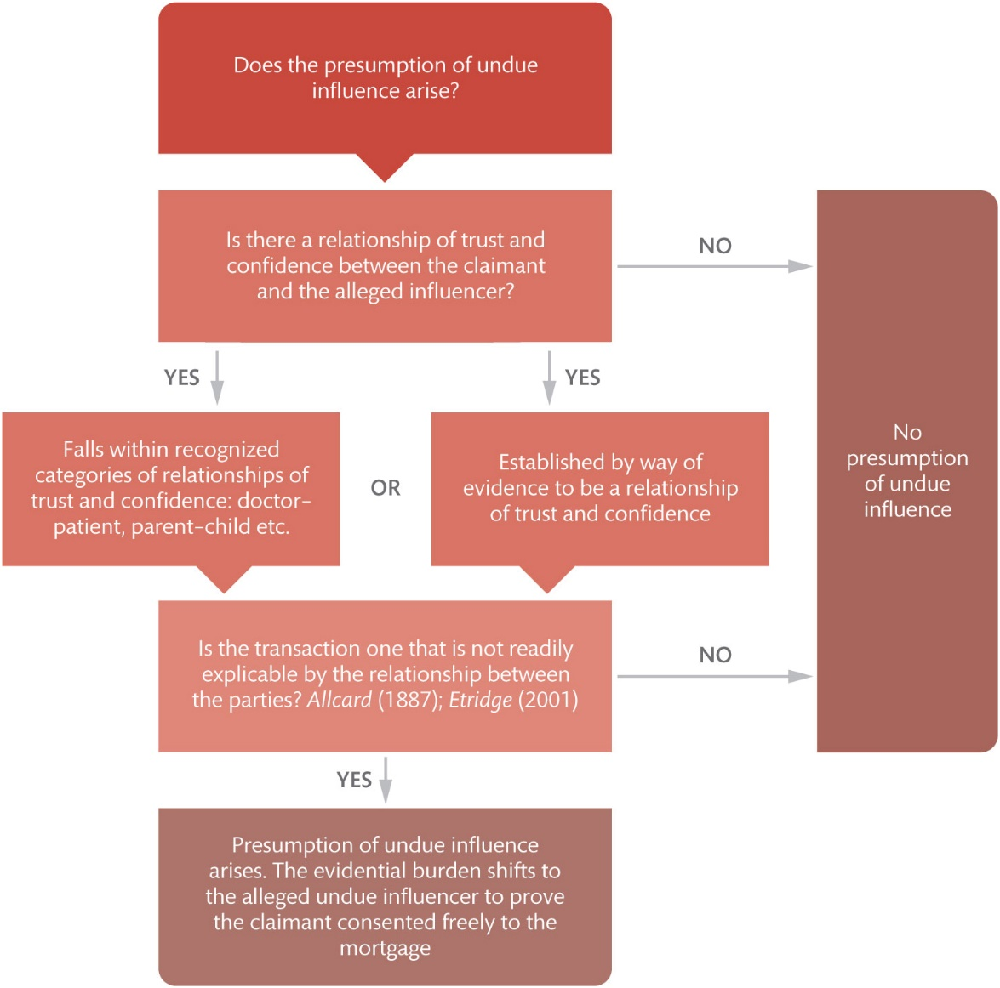 Does the presumption of undue
influence arise?
Is there a relationship of trust and
confidence between the claimant
and the alleged influencer?
NO
YES
YES
Falls within recognized
categories of relationships of
trust and confidence: doctor–
patient, parent–child etc.
OR
Established by way of
evidence to be a relationship
of trust and confidence
No
presumption
of undue
influence
Is the transaction one that is not readily
explicable by the relationship between
the parties? Allcard (1887); Etridge (2001)
NO
YES
Presumption of undue influence
arises. The evidential burden shifts to
the alleged undue influencer to prove
the claimant consented freely to the
mortgage